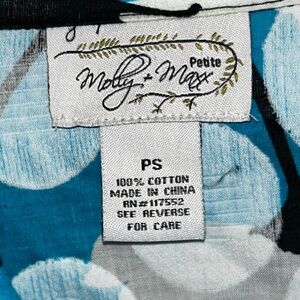 Petite
Molly + Maxx
PS
100% COTTON
MADE IN CHINA
RN#117552
SEE REVERSE
FOR CARE